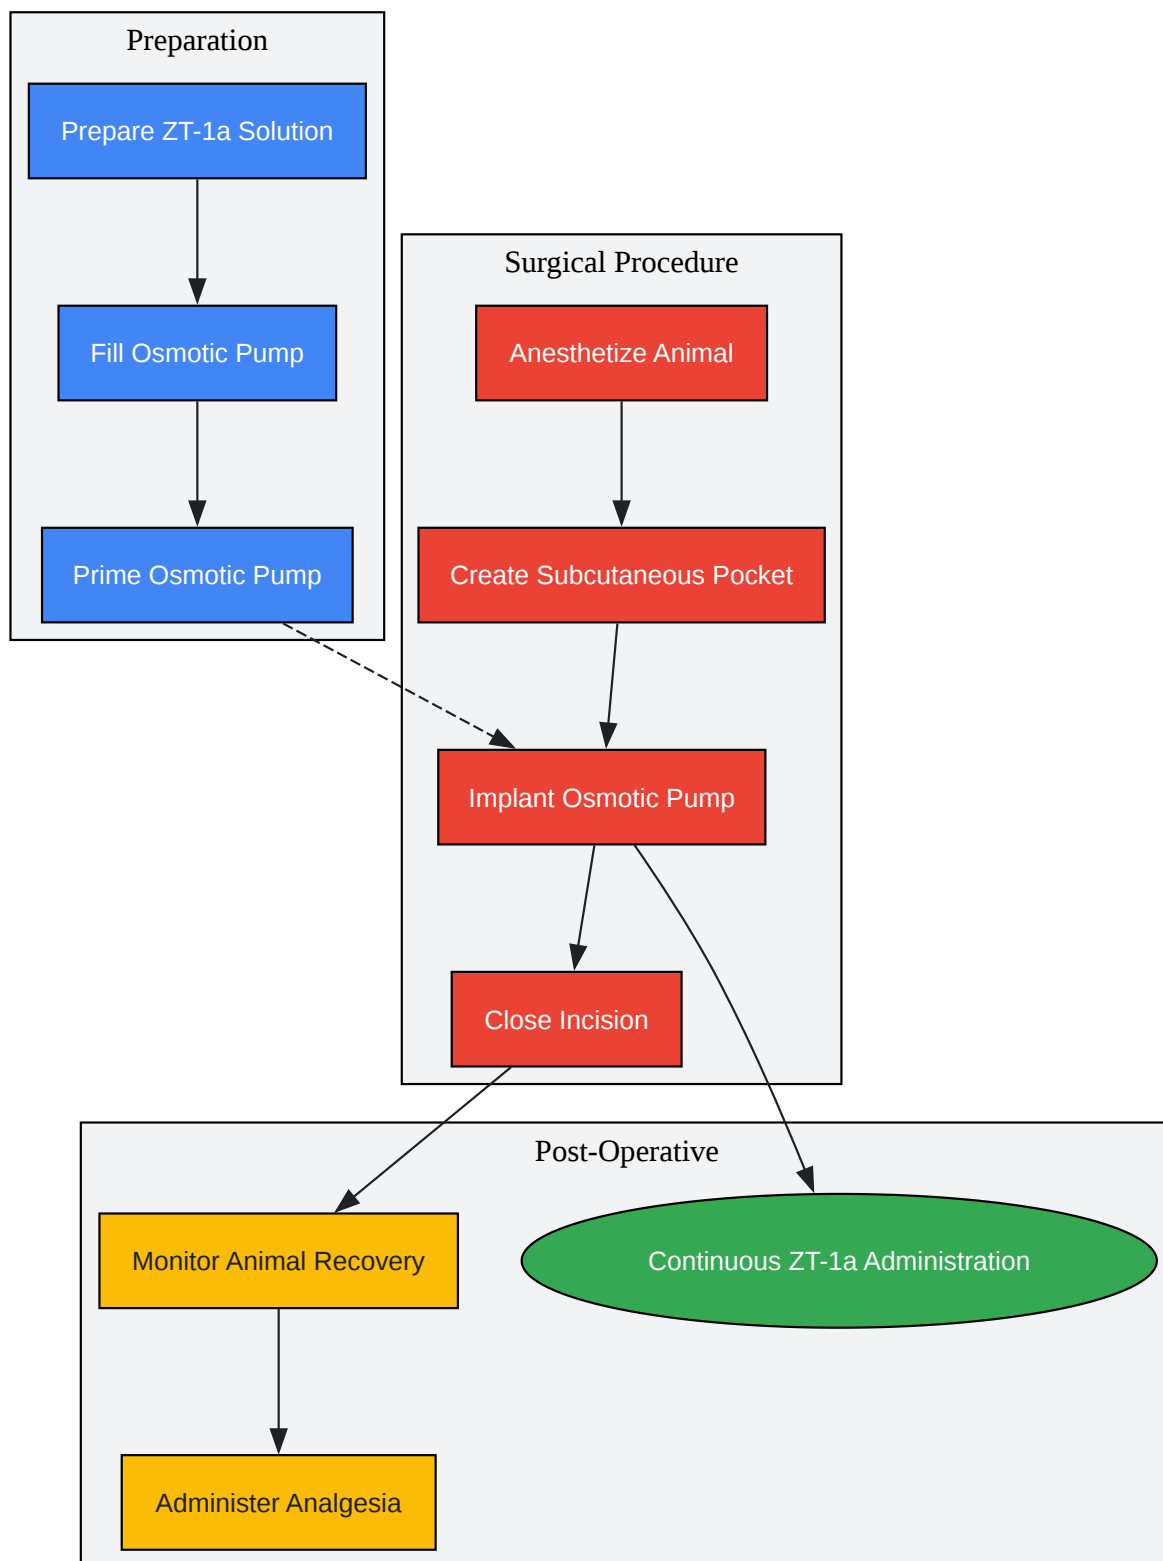 Preparation
Prepare ZT-1a Solution
Fill Osmotic Pump
Prime Osmotic Pump
Surgical Procedure
Anesthetize Animal
Create Subcutaneous Pocket
Implant Osmotic Pump
Close Incision
Post-Operative
Monitor Animal Recovery
Continuous ZT-1a Administration
Administer Analgesia